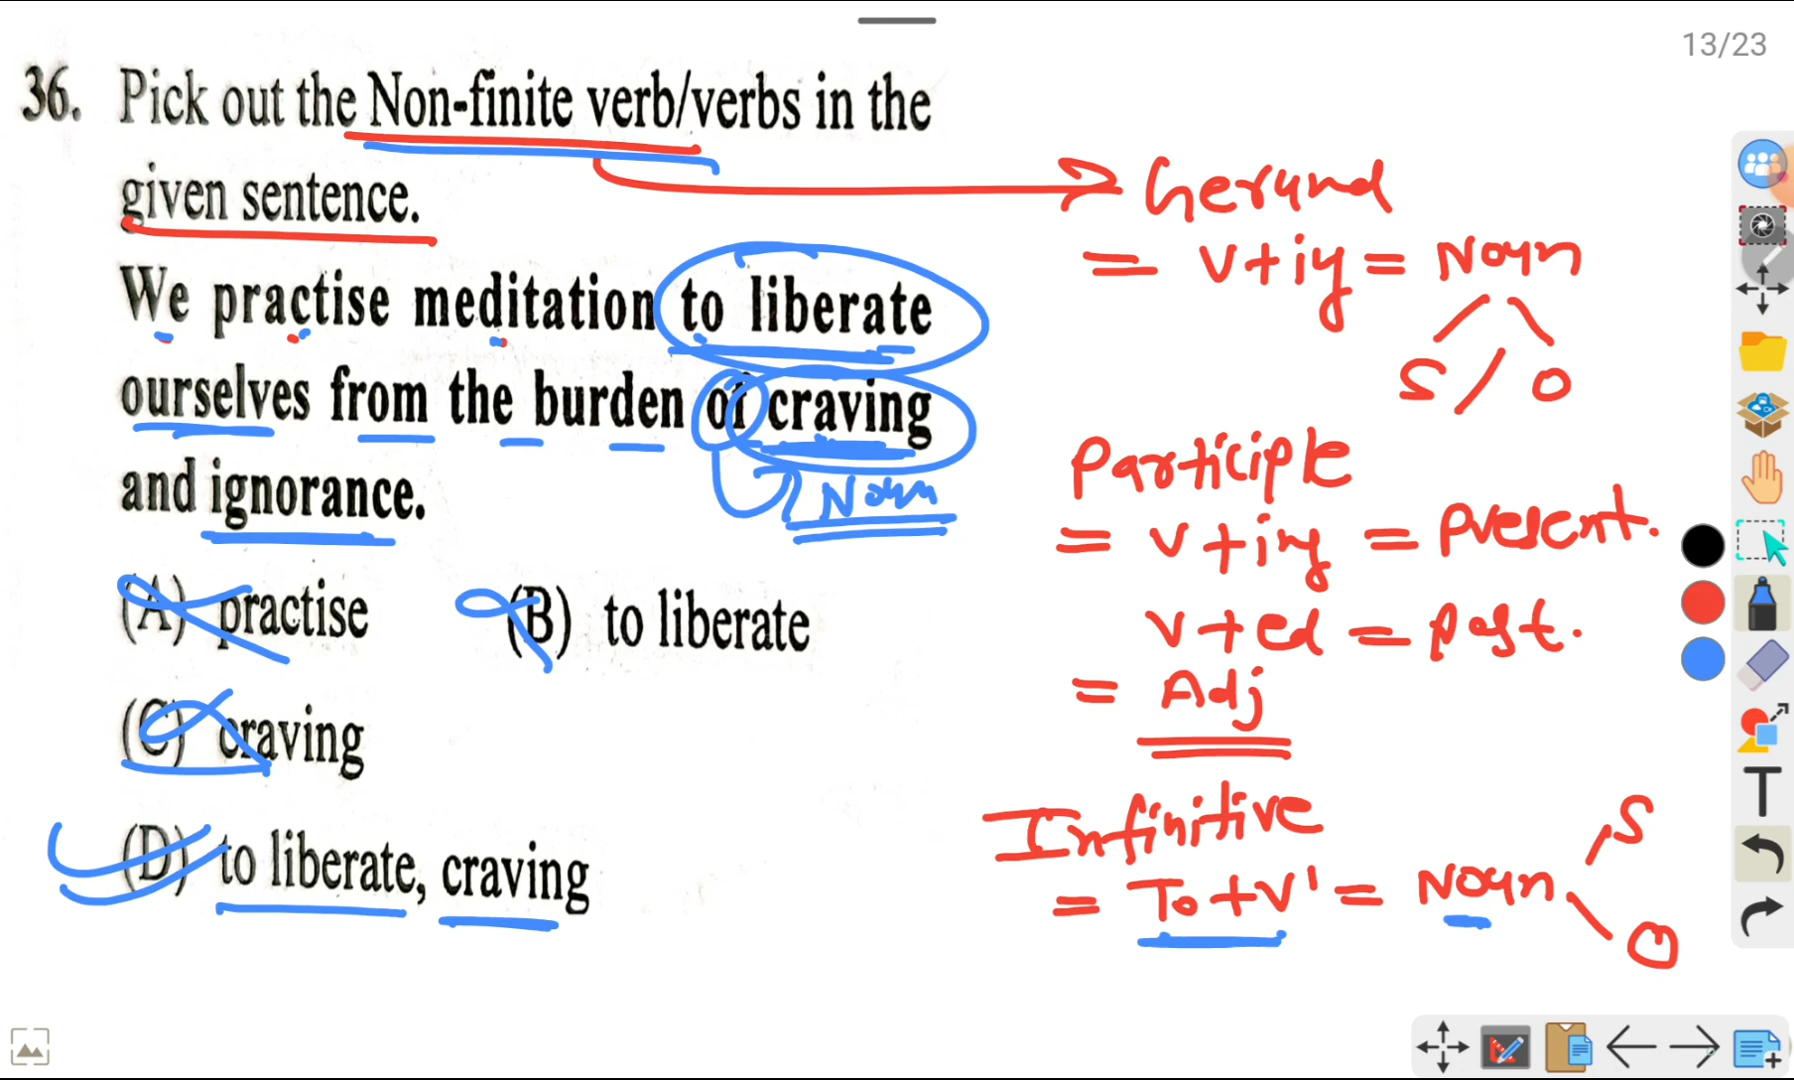 13/23
36. Pick out the Non-finite verb/verbs in the
given sentence.
We practise meditation to liberate
ourselves from the burden of craving
and ignorance.
(A) practise (B) to liberate
(C) craving
(D) to liberate, craving
Noun
Gerund
= V+ing = Noun
S / O
Participle
= V+ing = Present.
V+ed = Past.
= Adj
Infinitive
= To+V' = Noun
S
O
T